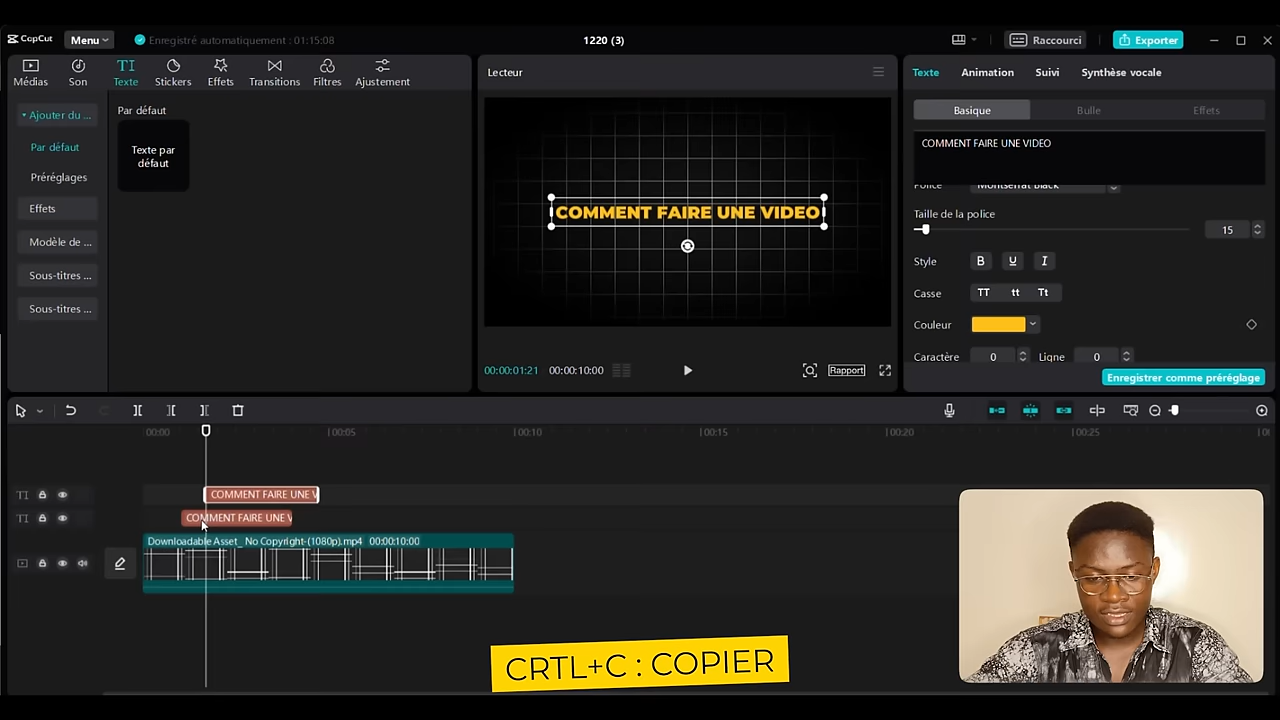 CapCut
Menu
Enregistré automatiquement : 01:15:08
1220 (3)
Raccourci
Exporter
Médias
Son
Texte
Stickers
Effets
Transitions
Filtres
Ajustement
Ajouter du ...
Par défaut
Préréglages
Effets
Modèle de ...
Sous-titres ...
Sous-titres ...
Par défaut
Texte par
défaut
Lecteur
COMMENT FAIRE UNE VIDEO
00:00:01:21
00:00:10:00
Rapport
Texte
Animation
Suivi
Synthèse vocale
Basique
Bulle
Effets
COMMENT FAIRE UNE VIDEO
Police
Montserrat Black
Taille de la police
15
Style
B
U
I
Casse
TT
tt
Tt
Couleur
Caractère
0
Ligne
0
Enregistrer comme préréglage
00:00
00:05
00:10
00:15
00:20
00:25
TI
COMMENT FAIRE UNE V
TI
COMMENT FAIRE UNE V
Downloadable Asset_ No Copyright-(1080p).mp4 00:00:10:00
CRTL+C : COPIER